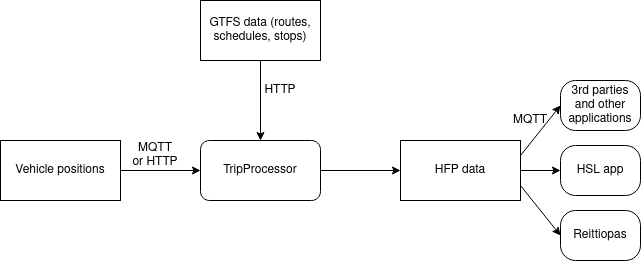 GTFS data (routes,
schedules, stops)
HTTP
3rd parties
and other
applications
MQTT
MQTT
or HTTP
Vehicle positions
TripProcessor
HFP data
HSL app
Reittiopas